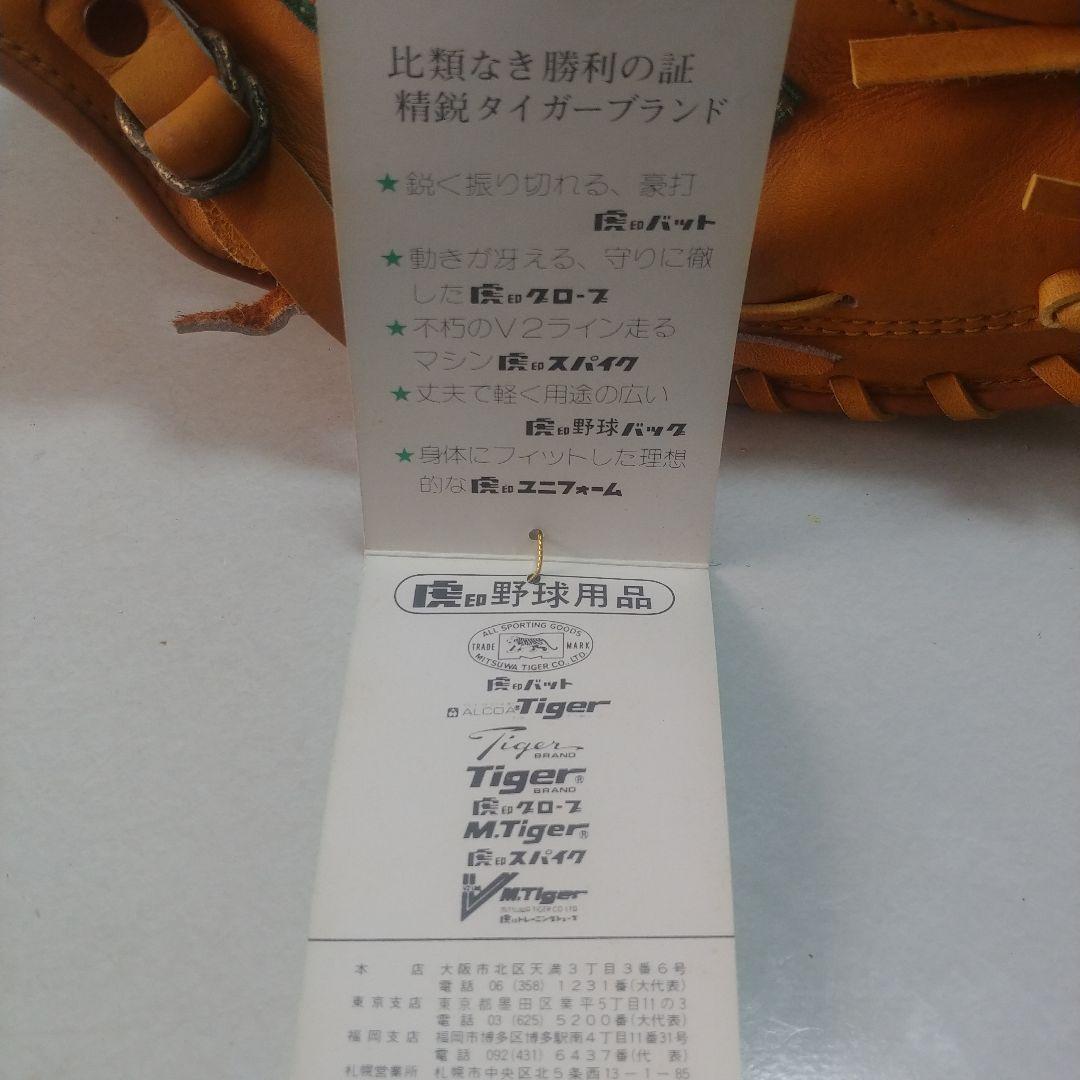 比類なき勝利の証
精鋭タイガーブランド
★鋭く振り切れる、豪打
虎印バット
★動きが冴える、守りに徹
した虎印グローブ
★不朽のV2ライン走る
マシン虎印スパイク
★丈夫で軽く用途の広い
虎印野球バッグ
★身体にフィットした理想
的な虎印ユニフォーム
虎印野球用品
ALL SPORTING GOODS
TRADE MARK
MITSUWA TIGER CO., LTD.
虎印バット
ALCOA Tiger
Tiger
BRAND
Tiger®
BRAND
虎印グローブ
M.Tiger®
虎印スパイク
M.Tiger
MITSUWA TIGER CO LTD
虎印トレーニングシューズ
本店 大阪市北区天満3丁目3番6号
電話 06(358)1231番(大代表)
東京支店 東京都墨田区業平5丁目11の3
電話 03(625)5200番(大代表)
福岡支店 福岡市博多区博多駅南4丁目11番31号
電話 092(431)6437番(代表)
札幌営業所 札幌市中央区北5条西13-1-85